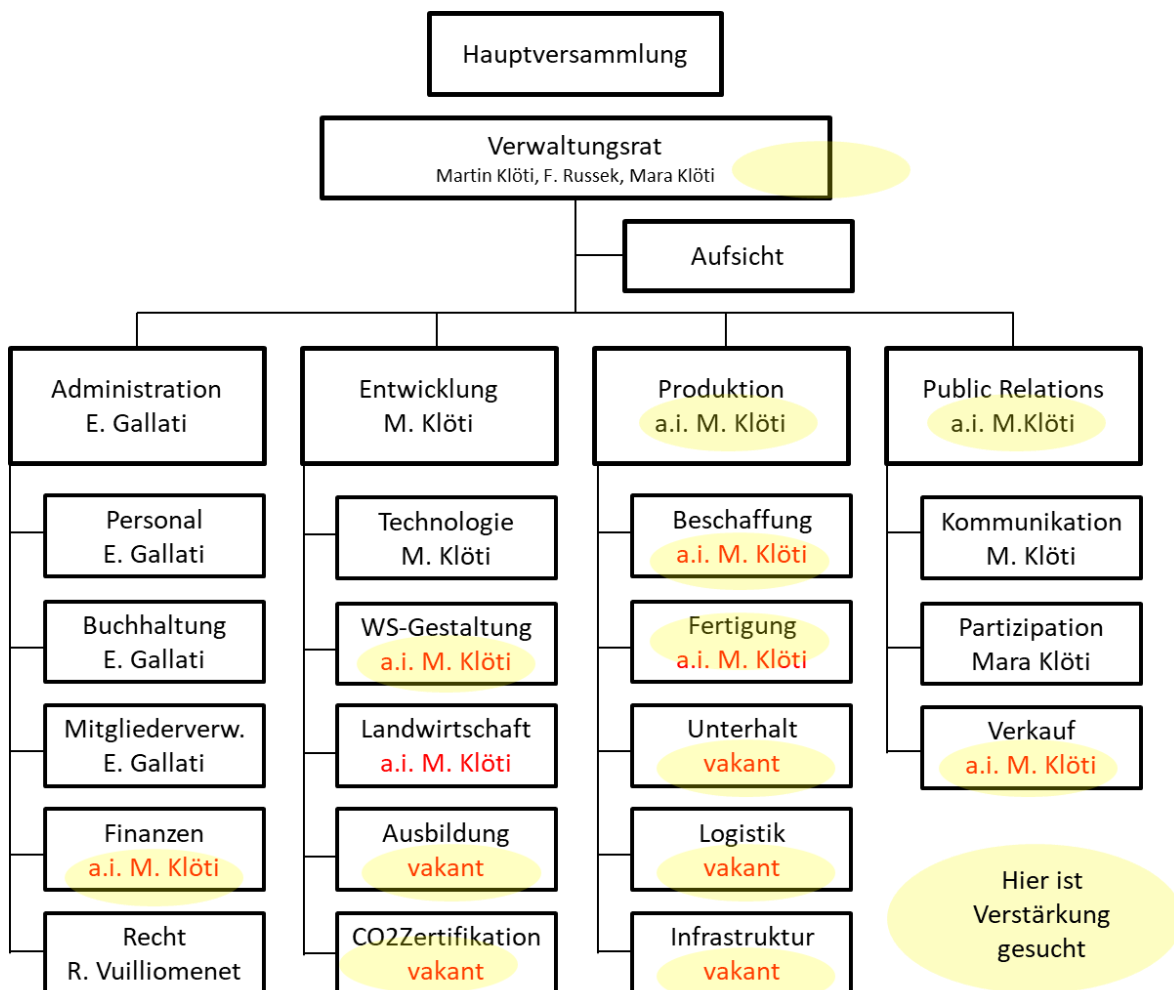 Hauptversammlung
Verwaltungsrat
Martin Klöti, F. Russek, Mara Klöti
Aufsicht
Administration
E. Gallati
Entwicklung
M. Klöti
Produktion
a.i. M. Klöti
Public Relations
a.i. M.Klöti
Personal
E. Gallati
Buchhaltung
E. Gallati
Mitgliederverw.
E. Gallati
Finanzen
a.i. M. Klöti
Recht
R. Vuilliomenet
Technologie
M. Klöti
WS-Gestaltung
a.i. M. Klöti
Landwirtschaft
a.i. M. Klöti
Ausbildung
vakant
CO2Zertifikation
vakant
Beschaffung
a.i. M. Klöti
Fertigung
a.i. M. Klöti
Unterhalt
vakant
Logistik
vakant
Infrastruktur
vakant
Kommunikation
M. Klöti
Partizipation
Mara Klöti
Verkauf
a.i. M. Klöti
Hier ist
Verstärkung
gesucht